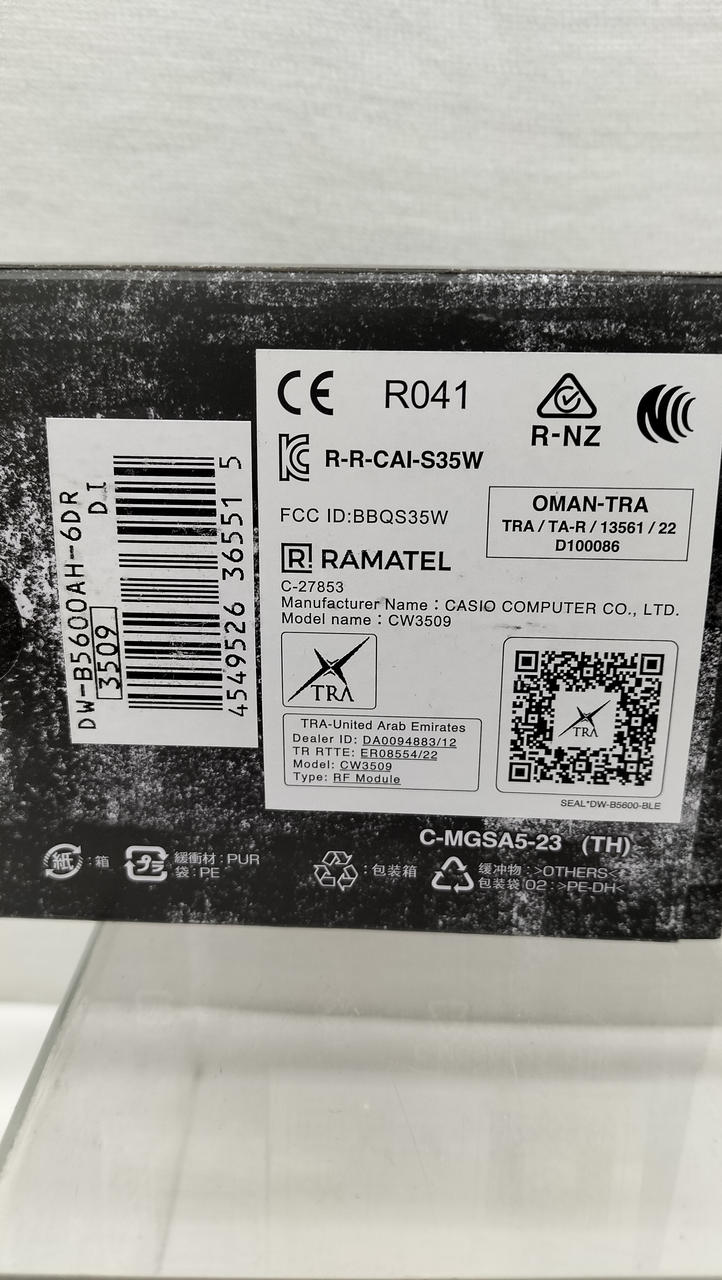 DW-B5600AH-6DR
DI
3509
4549526 36551 5
CE R041
R-NZ
R-R-CAI-S35W
FCC ID:BBQS35W
OMAN-TRA
TRA / TA-R / 13561 / 22
D100086
R RAMATEL
C-27853
Manufacturer Name : CASIO COMPUTER CO., LTD.
Model name : CW3509
TRA
TRA-United Arab Emirates
Dealer ID: DA0094883/12
TR RTTE: ER08554/22
Model: CW3509
Type: RF Module
TRA
SEAL*DW-B5600-BLE
C-MGSA5-23 (TH)
紙 : 箱
プラ 緩衝材 : PUR
袋 : PE
: 包装箱
缓冲物 : >OTHERS<
包装袋 02 : >PE-DH<